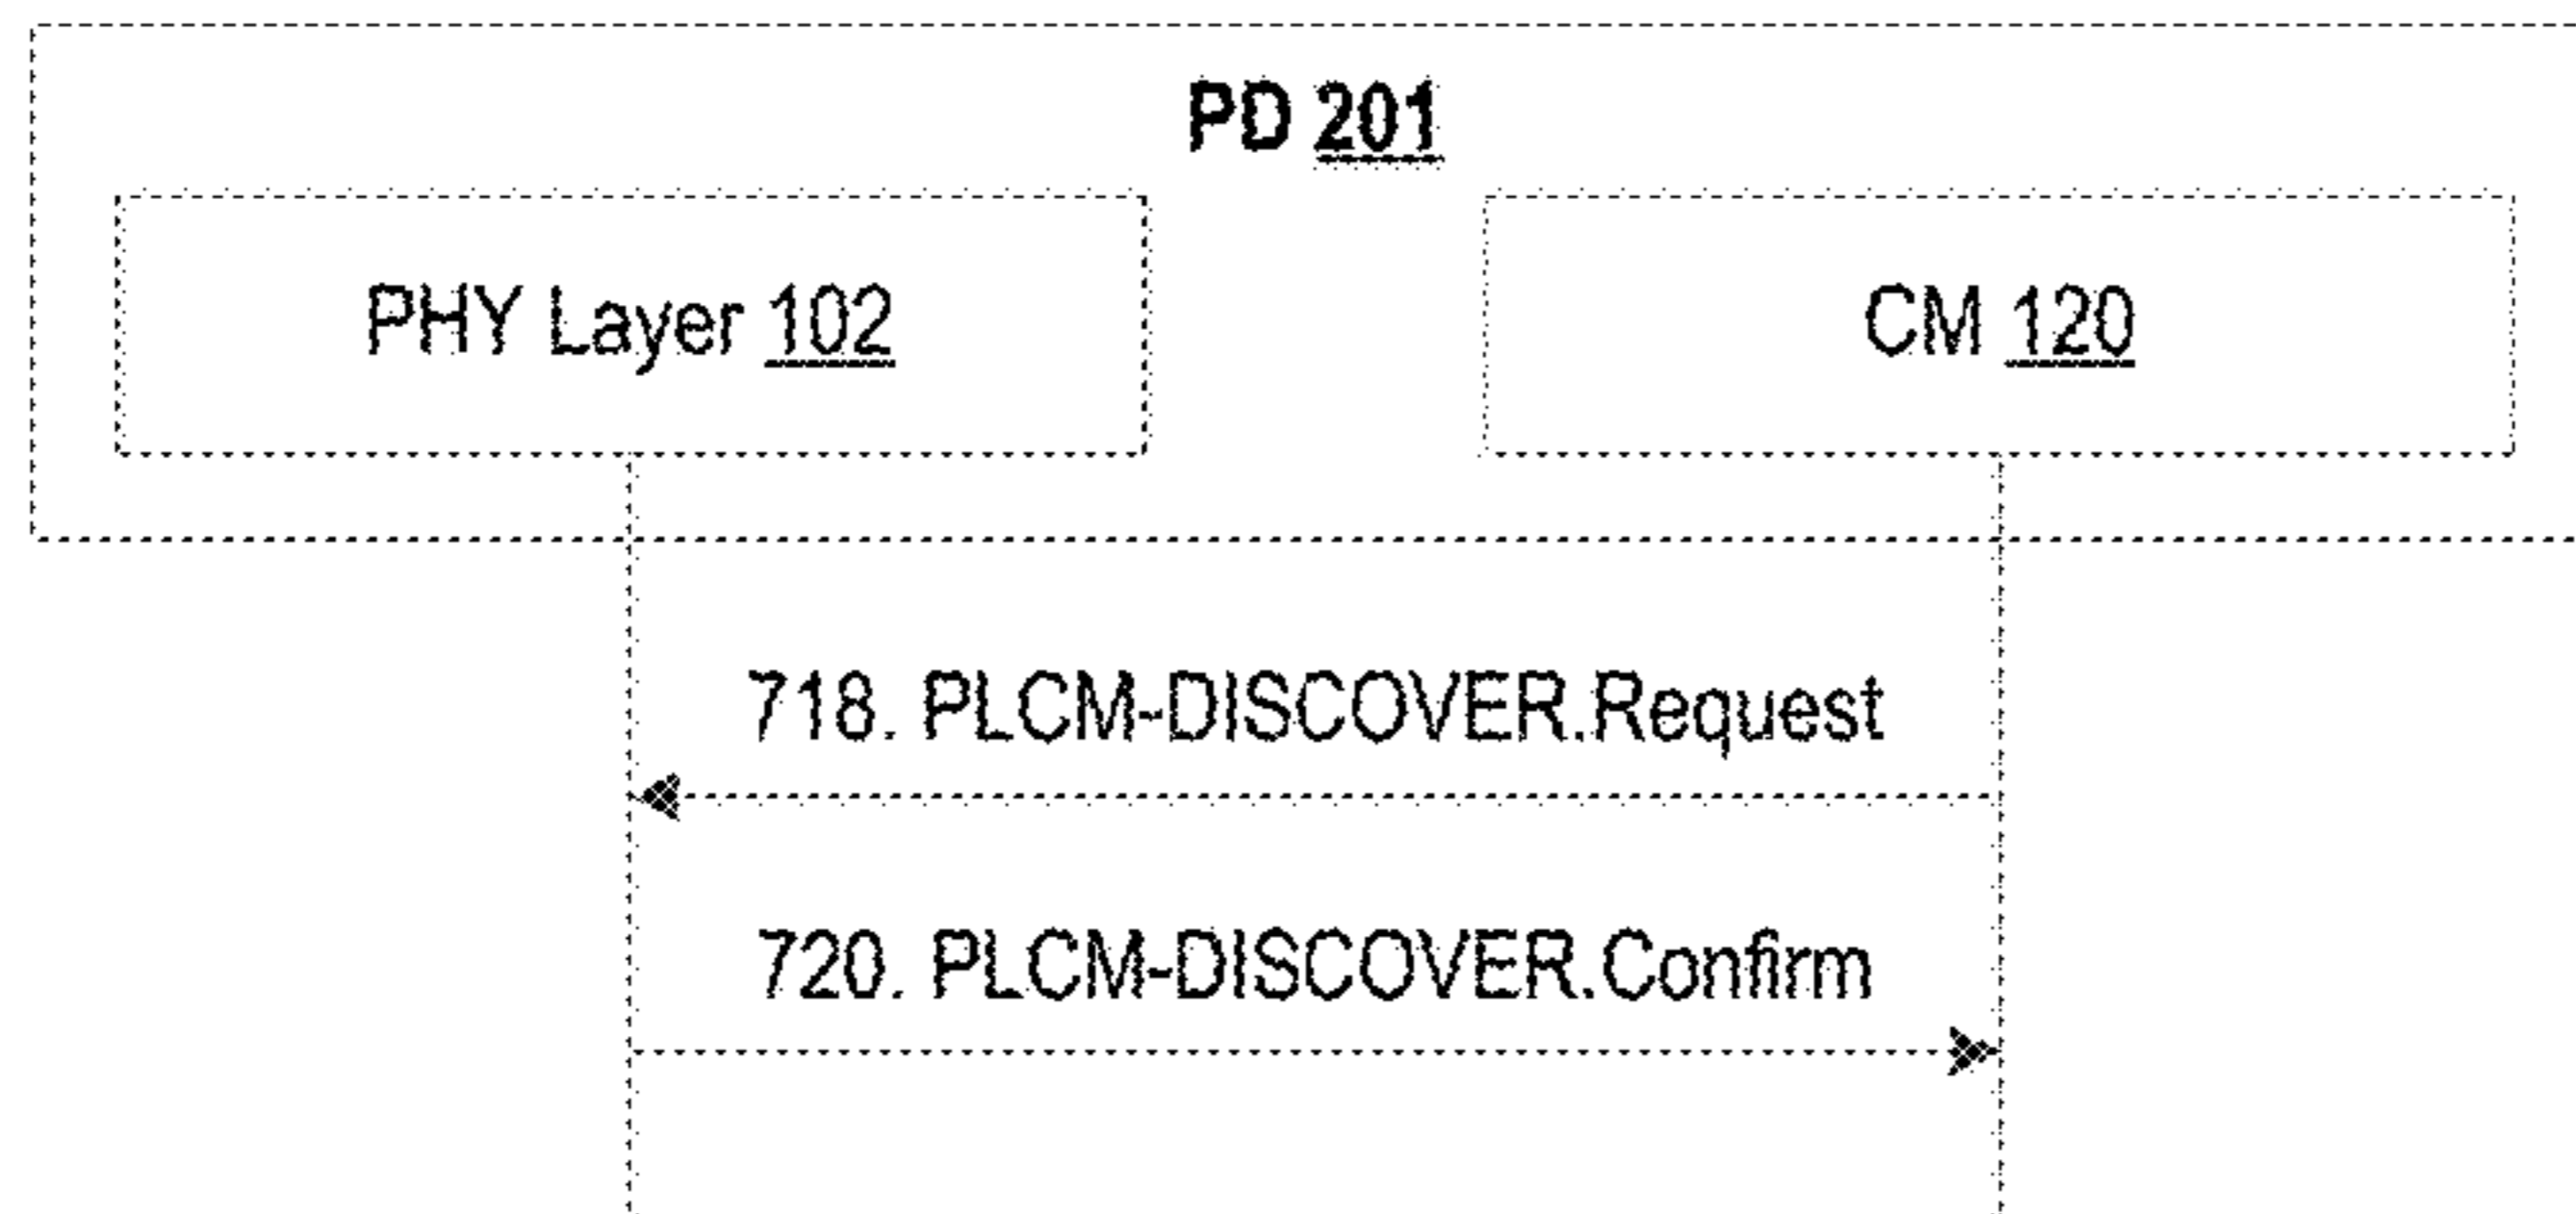 PD 201
PHY Layer 102
CM 120
718. PLCM-DISCOVER.Request
720. PLCM-DISCOVER.Confirm